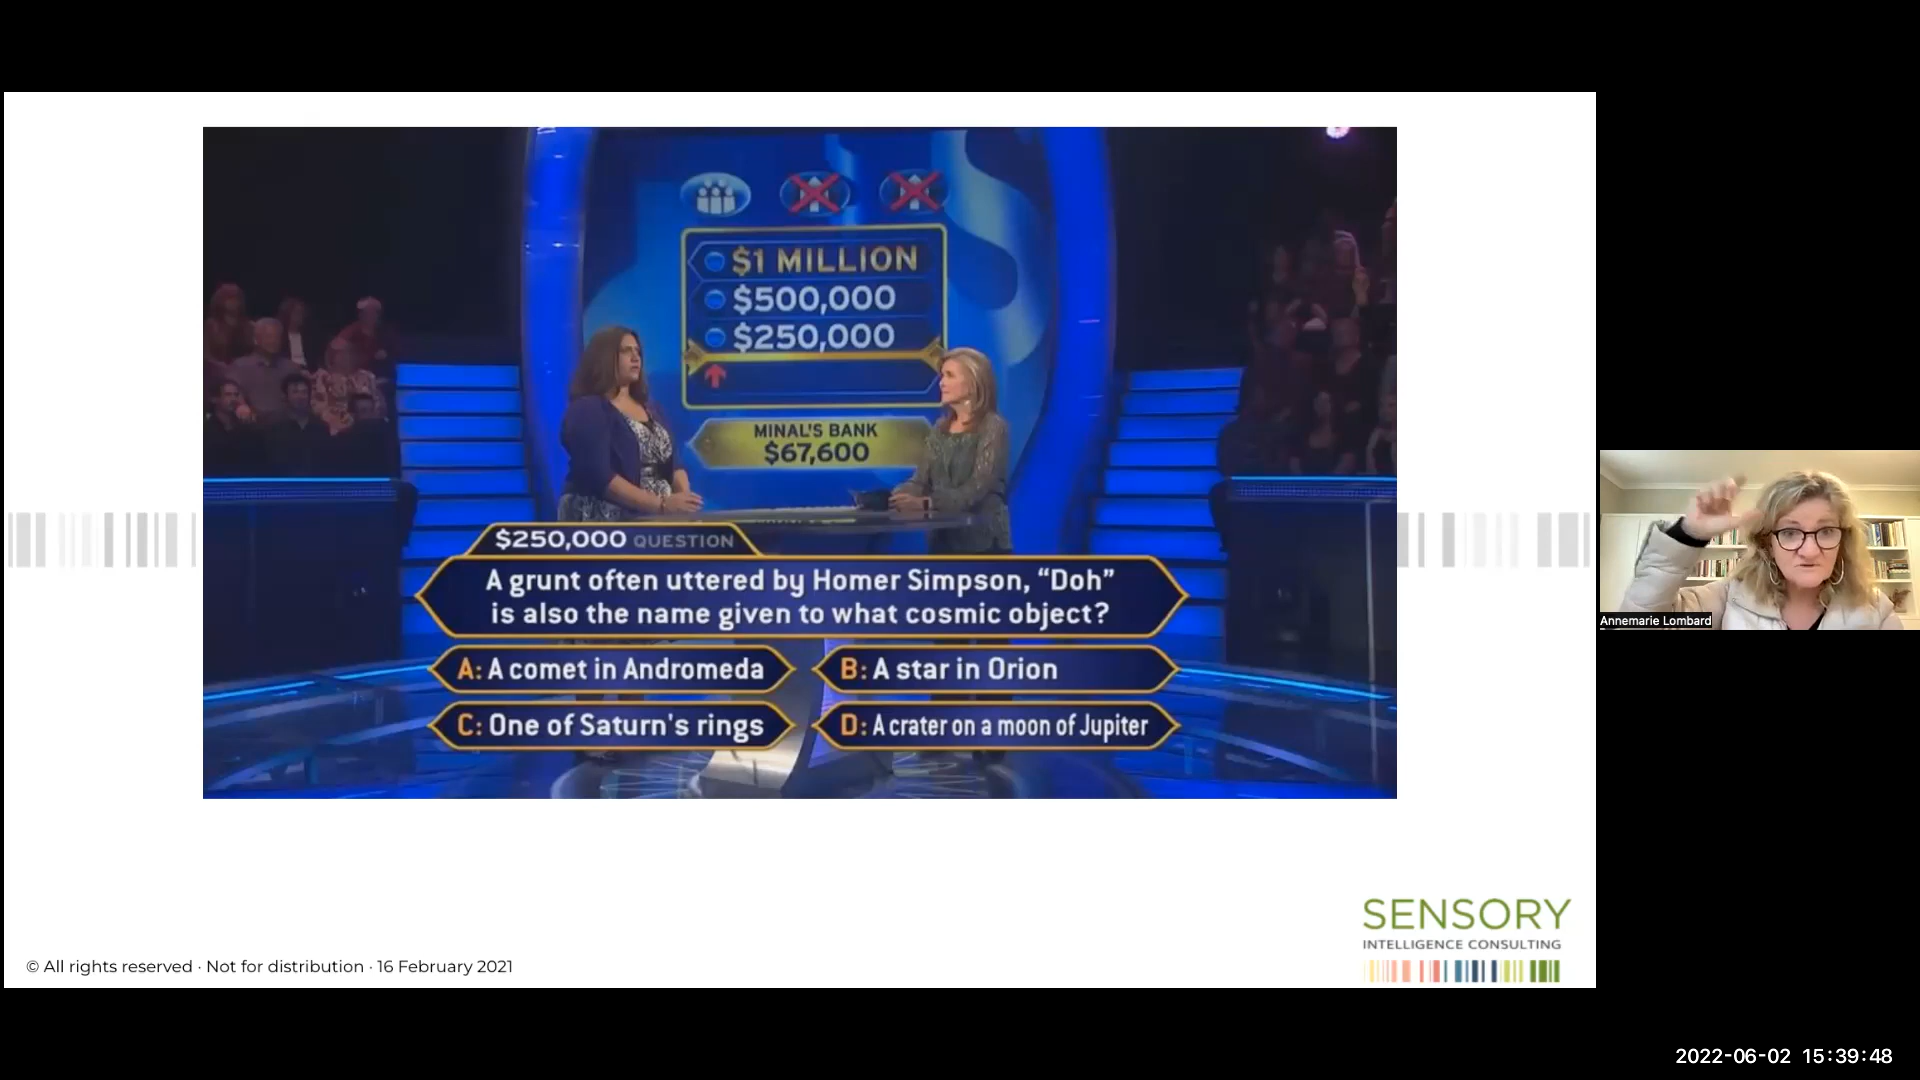 $1 MILLION
$500,000
$250,000
MINAL'S BANK
$67,600
$250,000 QUESTION
A grunt often uttered by Homer Simpson, “Doh”
is also the name given to what cosmic object?
A: A comet in Andromeda
B: A star in Orion
C: One of Saturn's rings
D: A crater on a moon of Jupiter
Annemarie Lombard
SENSORY
INTELLIGENCE CONSULTING
© All rights reserved · Not for distribution · 16 February 2021
2022-06-02 15:39:48